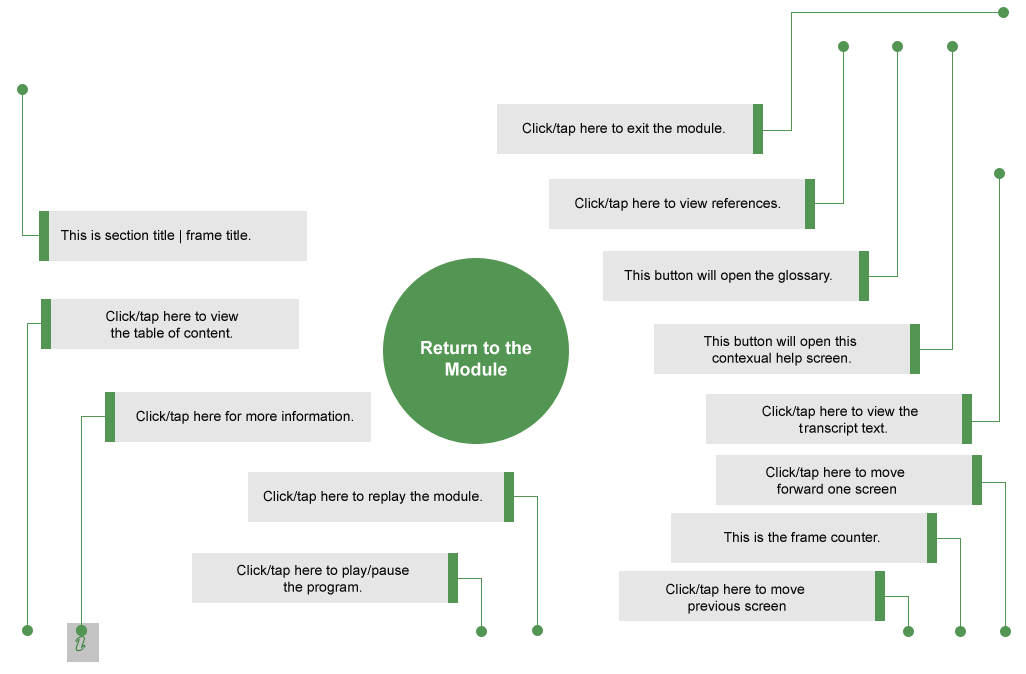 Click/tap here to exit the module.
Click/tap here to view references.
This is section title | frame title.
This button will open the glossary.
Click/tap here to view
the table of content.
Return to the
Module
This button will open this
contexual help screen.
Click/tap here for more information.
Click/tap here to view the
transcript text.
Click/tap here to move
forward one screen
Click/tap here to replay the module.
This is the frame counter.
Click/tap here to play/pause
the program.
Click/tap here to move
previous screen
i